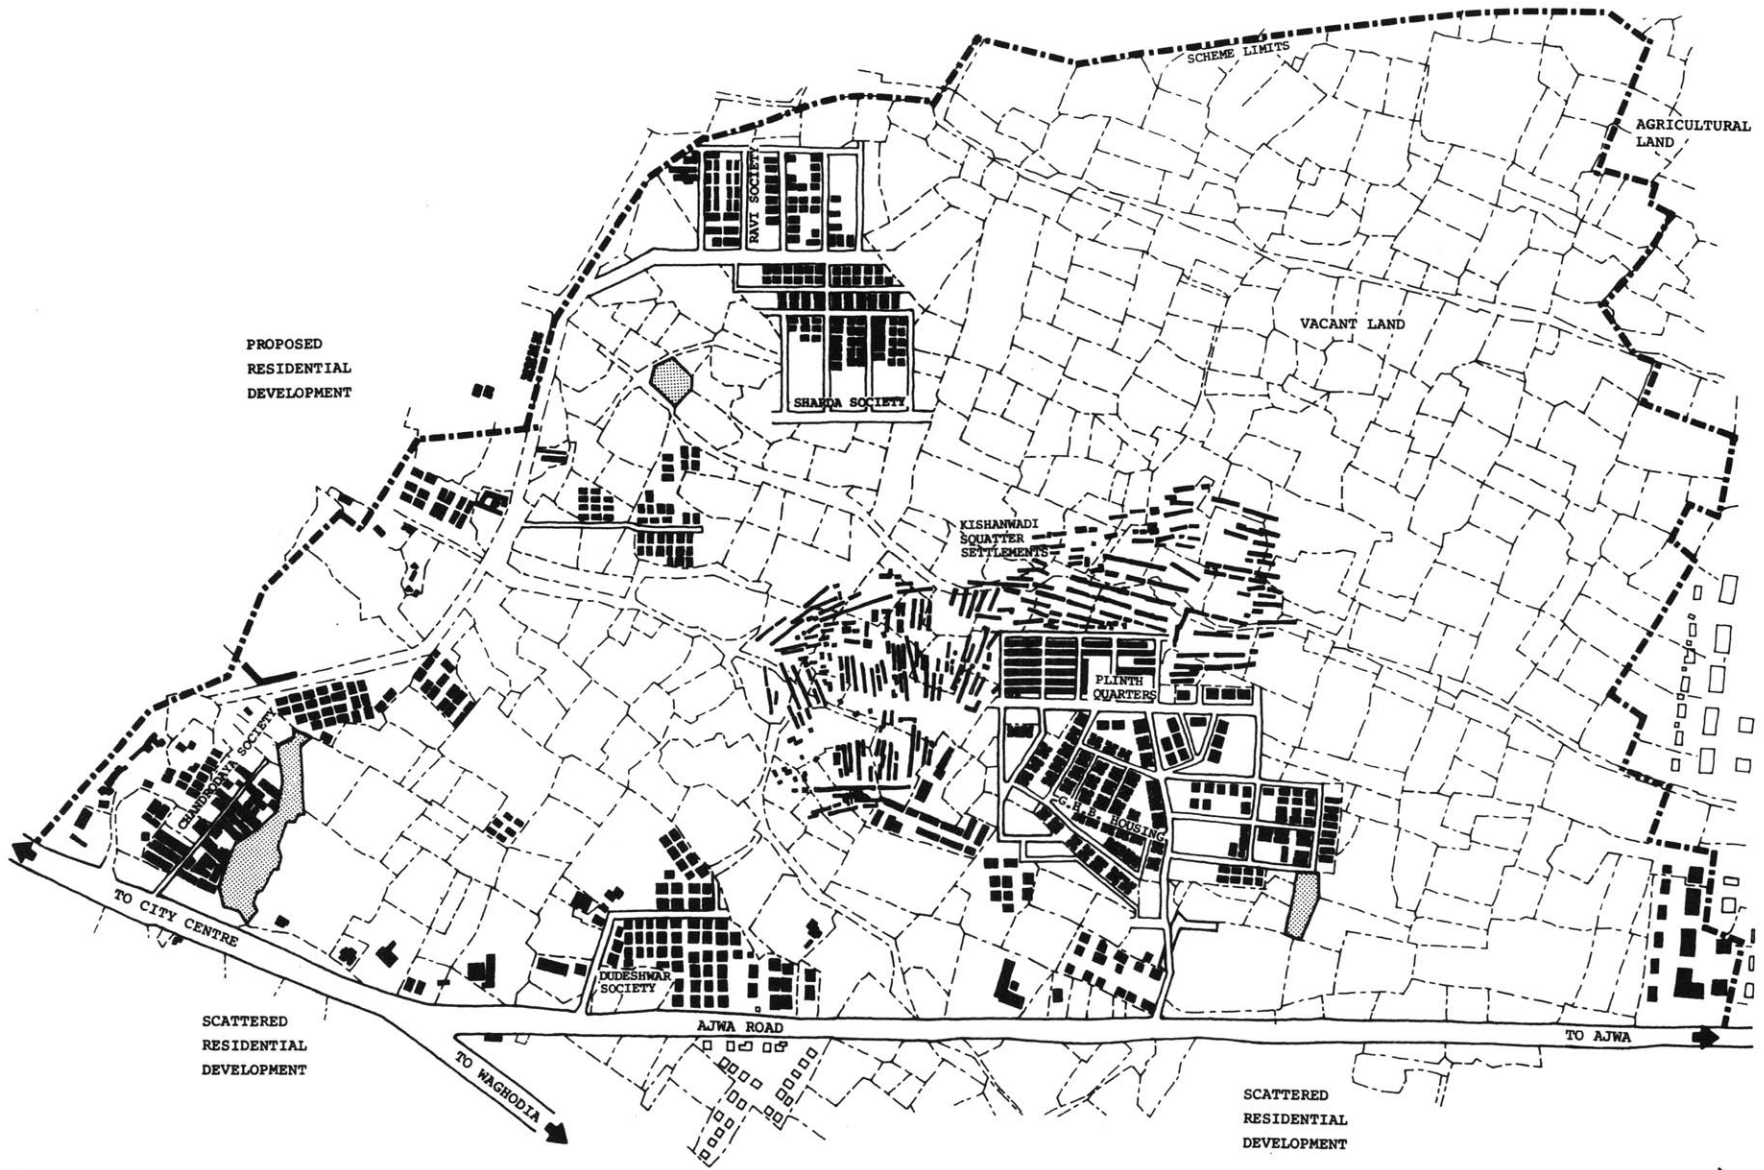 SCHEME LIMITS
AGRICULTURAL
LAND
RAVI SOCIETY
VACANT LAND
PROPOSED
RESIDENTIAL
DEVELOPMENT
SHARDA SOCIETY
KISHANWADI
SQUATTER
SETTLEMENTS
PLINTH
QUARTERS
CHANDRODAYA SOCIETY
G.H.B. HOUSING
TO CITY CENTRE
DUDESHWAR
SOCIETY
SCATTERED
RESIDENTIAL
DEVELOPMENT
AJWA ROAD
TO AJWA
TO WAGHODIA
SCATTERED
RESIDENTIAL
DEVELOPMENT